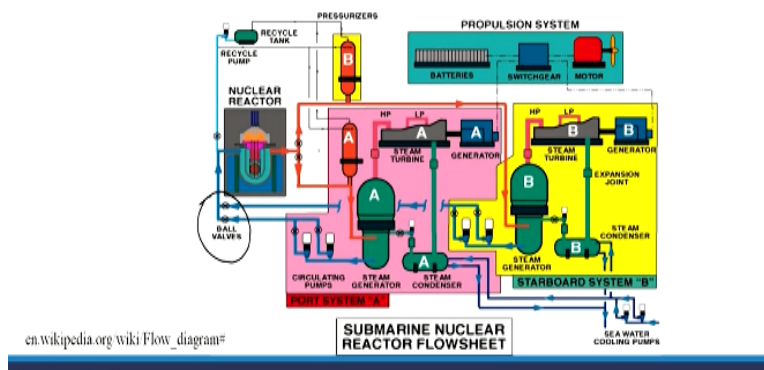 PRESSURIZERS
PROPULSION SYSTEM
RECYCLE
TANK
RECYCLE
PUMP
B
BATTERIES
SWITCHGEAR
MOTOR
NUCLEAR
REACTOR
HP
LP
HP
LP
A
A
A
B
B
STEAM
TURBINE
GENERATOR
STEAM
TURBINE
GENERATOR
A
B
EXPANSION
JOINT
BALL
VALVES
STEAM
CONDENSER
B
A
STEAM
GENERATOR
CIRCULATING
PUMPS
STEAM
GENERATOR
STEAM
CONDENSER
STARBOARD SYSTEM "B"
PORT SYSTEM "A"
SUBMARINE NUCLEAR
REACTOR FLOWSHEET
SEA WATER
COOLING PUMPS
en.wikipedia.org/wiki/Flow_diagram#